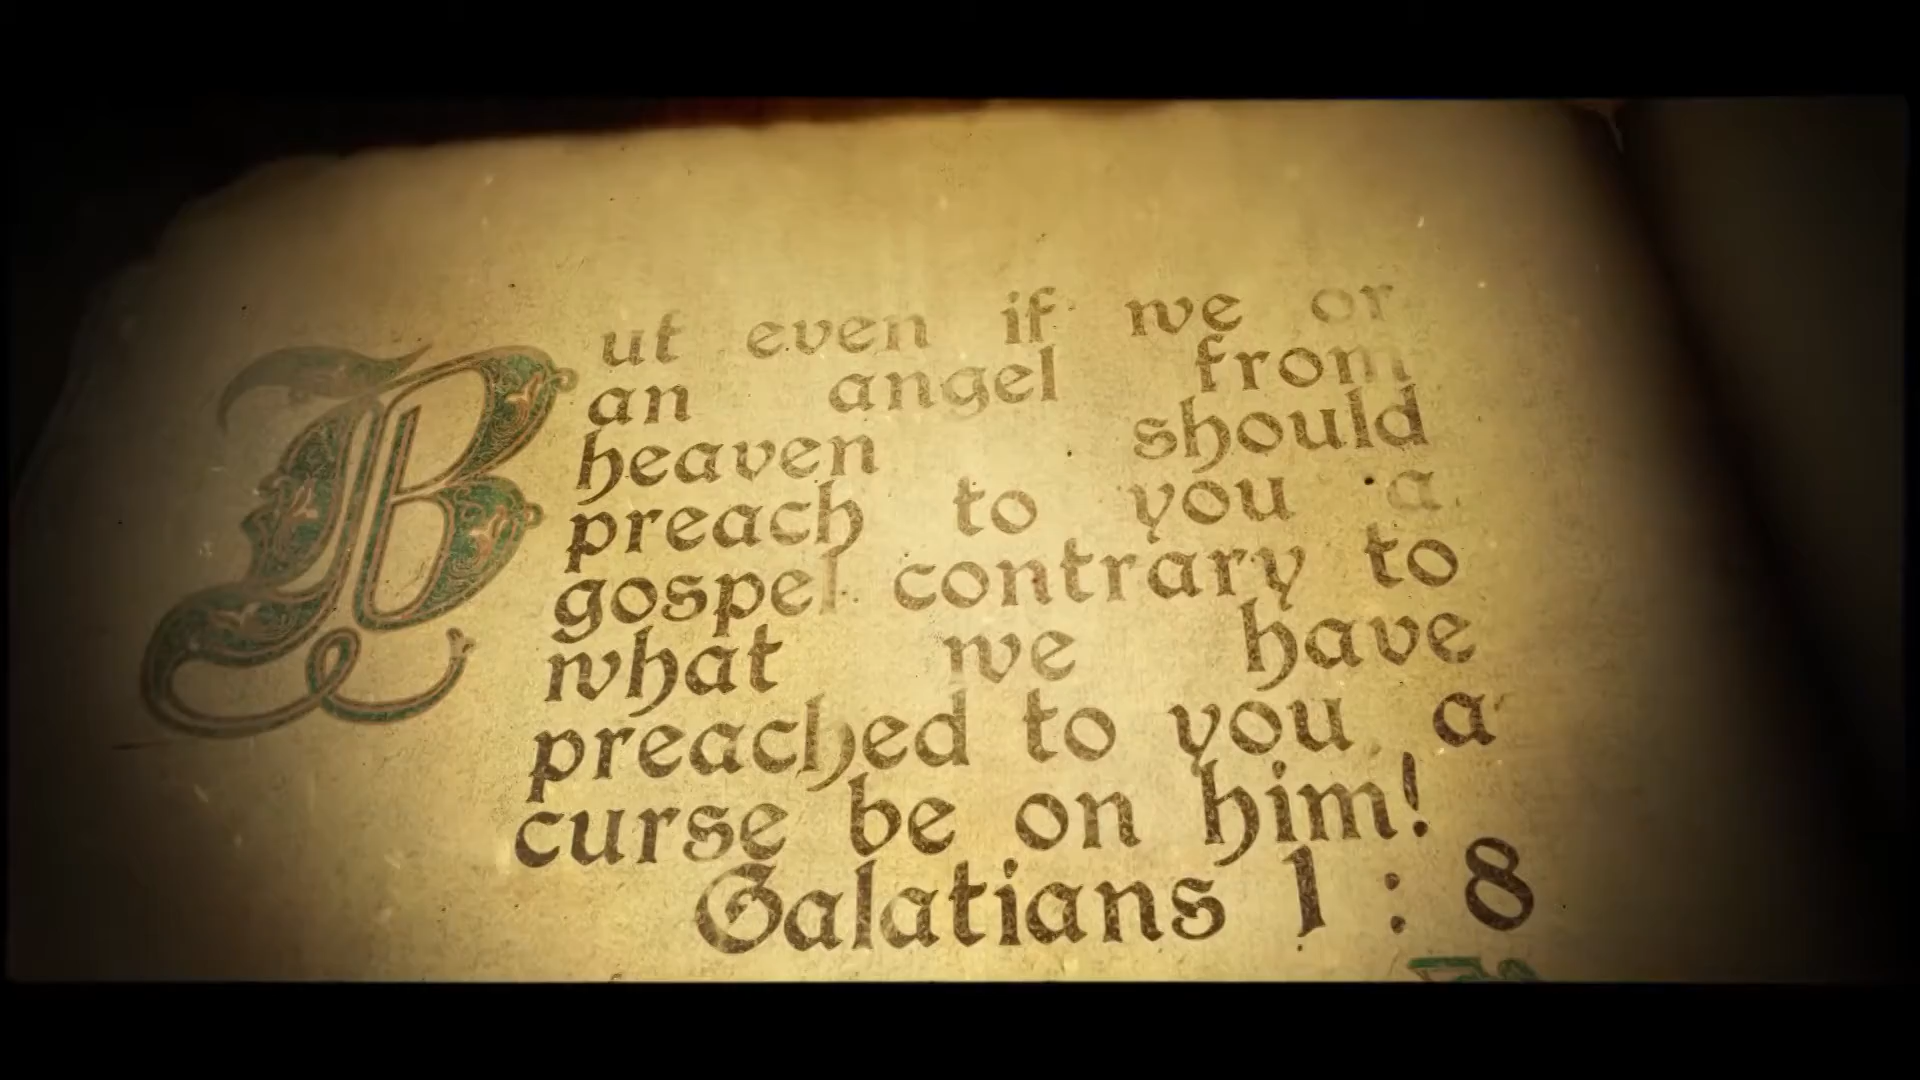 But even if we or
an angel from
heaven should
preach to you a
gospel contrary to
what we have
preached to you a
curse be on him!
Galatians 1 : 8